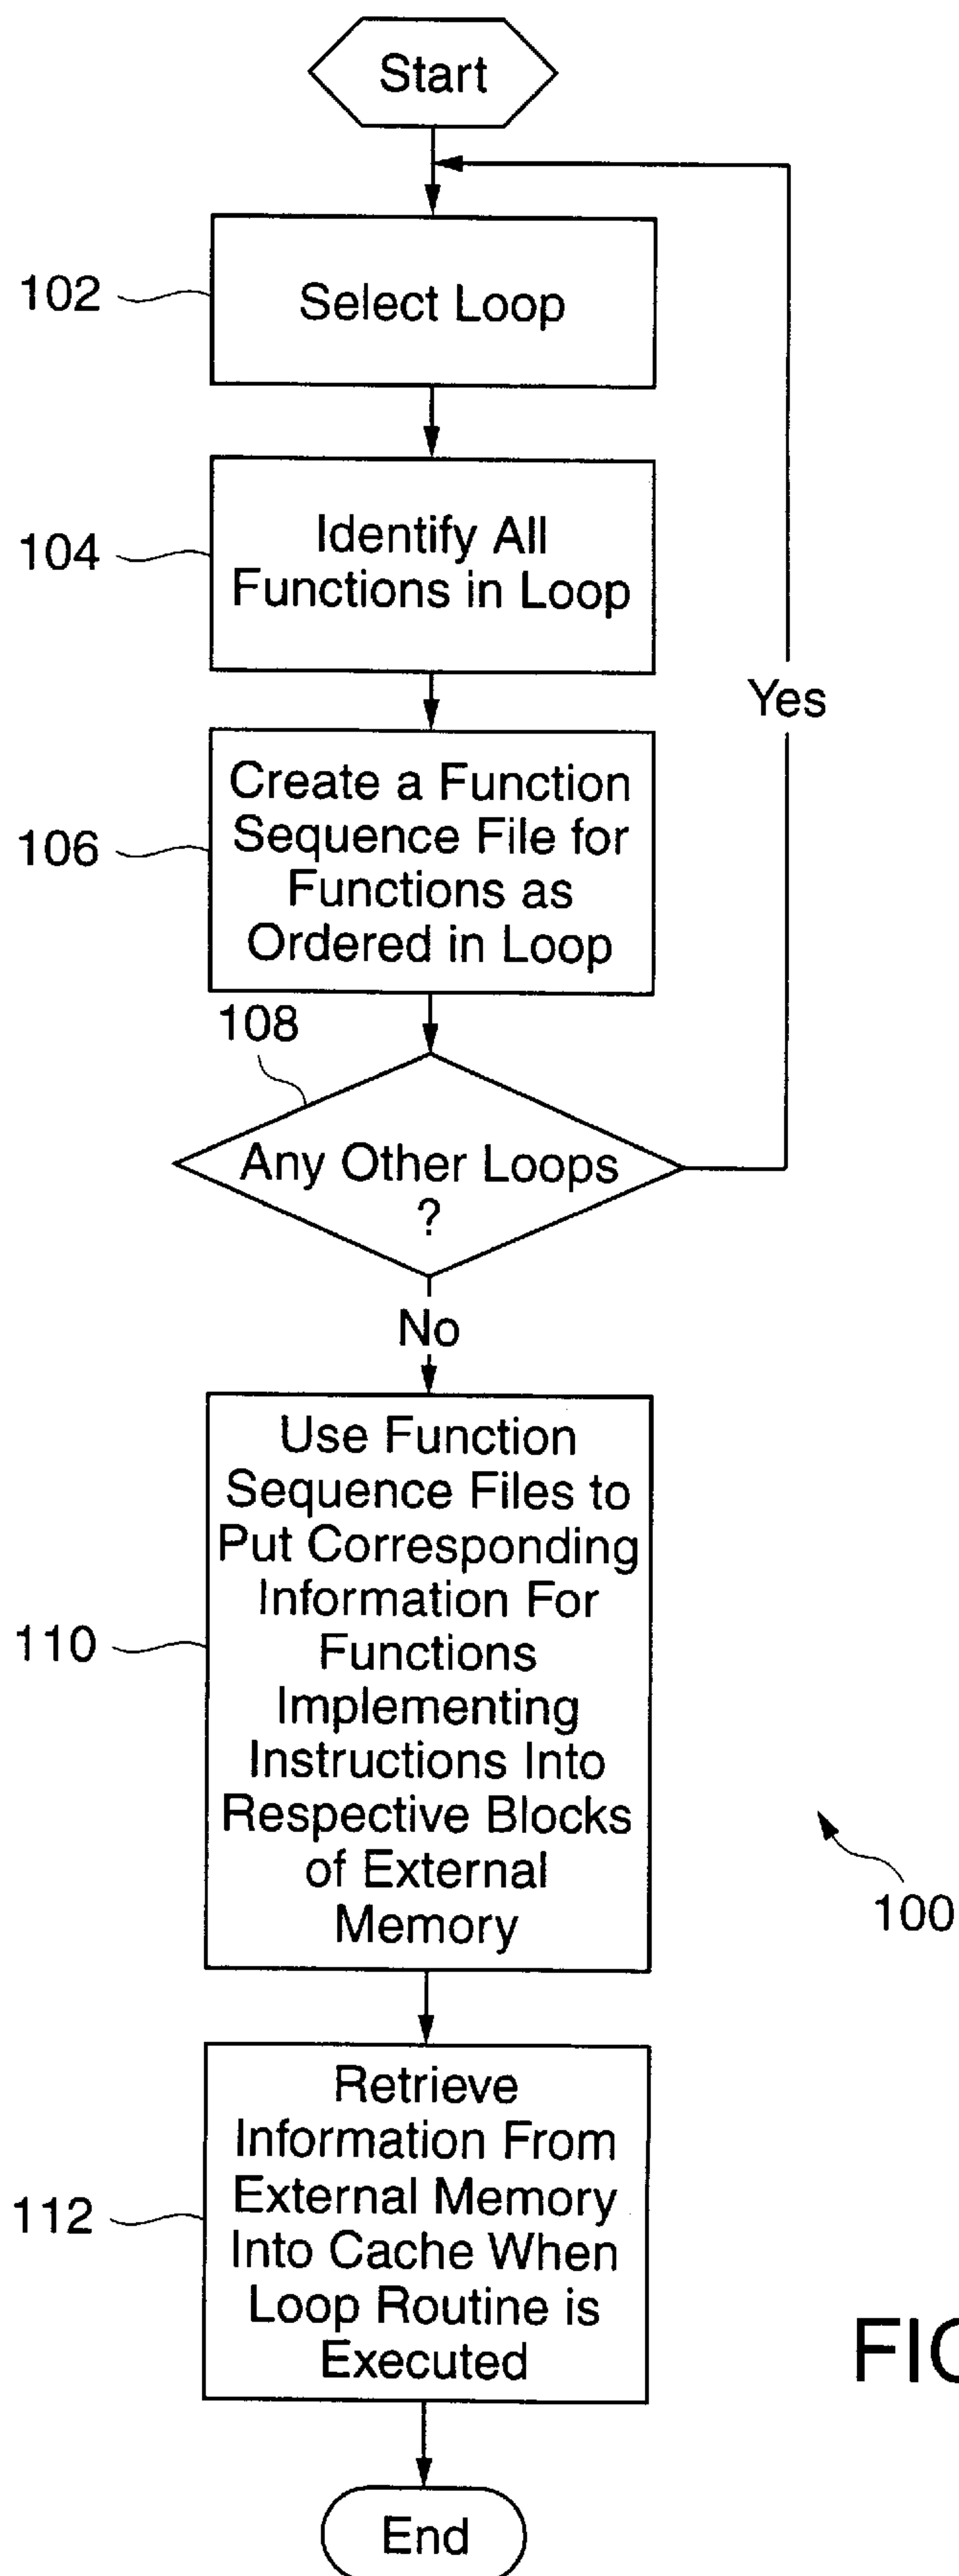 Start
102
Select Loop
104
Identify All
Functions in Loop
Yes
106
Create a Function
Sequence File for
Functions as
Ordered in Loop
108
Any Other Loops
?
No
110
Use Function
Sequence Files to
Put Corresponding
Information For
Functions
Implementing
Instructions Into
Respective Blocks
of External
Memory
100
112
Retrieve
Information From
External Memory
Into Cache When
Loop Routine is
Executed
End